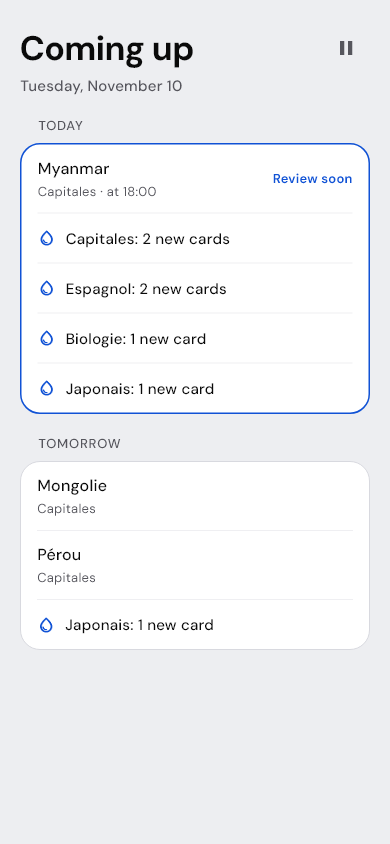 Coming up
Tuesday, November 10
TODAY
Myanmar
Capitales · at 18:00
Review soon
Capitales: 2 new cards
Espagnol: 2 new cards
Biologie: 1 new card
Japonais: 1 new card
TOMORROW
Mongolie
Capitales
Pérou
Capitales
Japonais: 1 new card